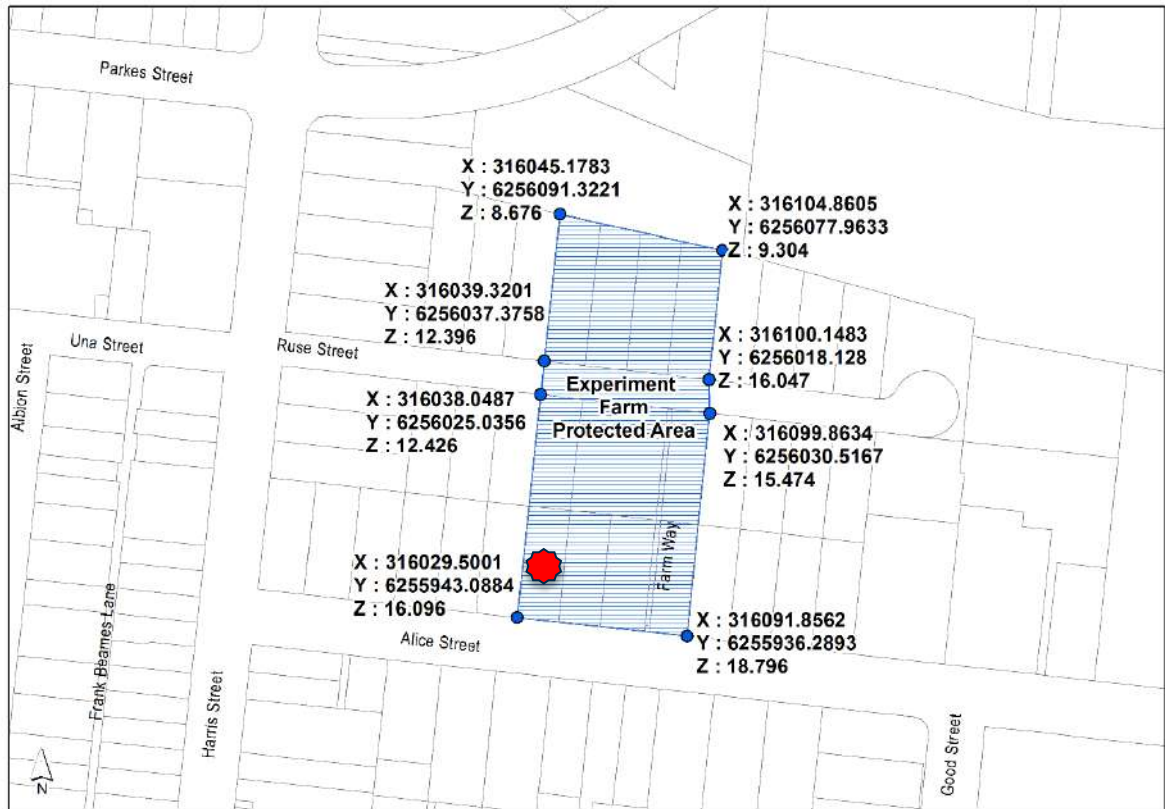 Parkes Street
X : 316045.1783
Y : 6256091.3221
Z : 8.676
X : 316104.8605
Y : 6256077.9633
Z : 9.304
X : 316039.3201
Y : 6256037.3758
Z : 12.396
X : 316100.1483
Y : 6256018.128
Z : 16.047
Una Street
Ruse Street
Albion Street
Experiment
Farm
Protected Area
X : 316038.0487
Y : 6256025.0356
Z : 12.426
X : 316099.8634
Y : 6256030.5167
Z : 15.474
Farm Way
X : 316029.5001
Y : 6255943.0884
Z : 16.096
Frank Beames Lane
Harris Street
Alice Street
X : 316091.8562
Y : 6255936.2893
Z : 18.796
Good Street
N